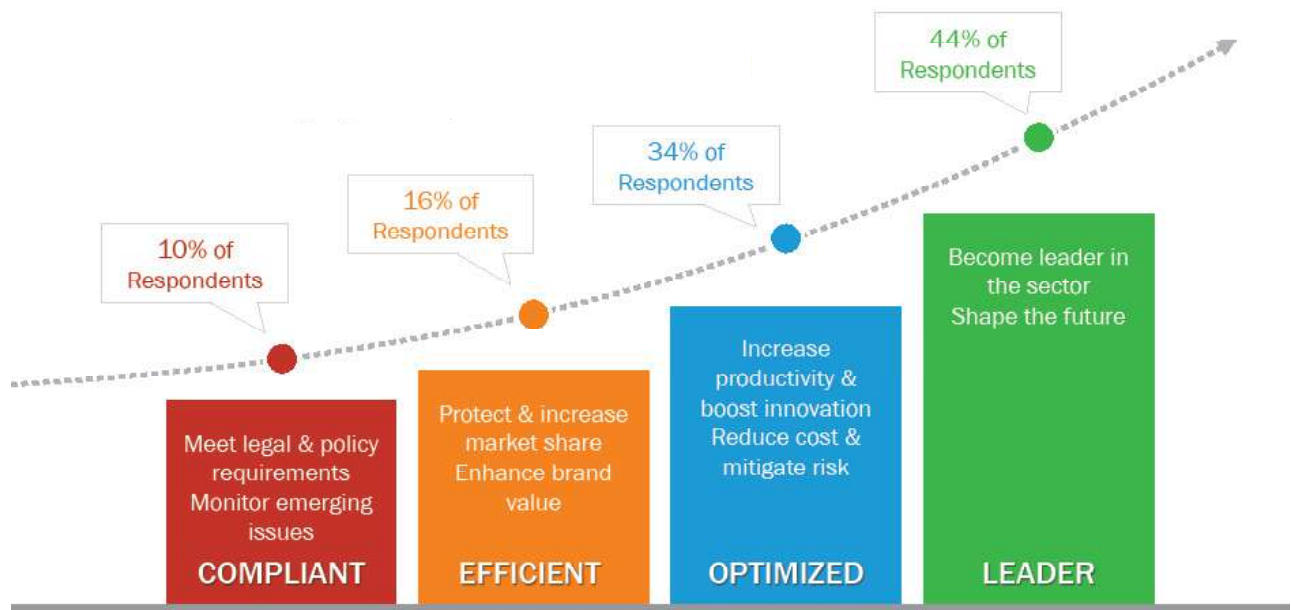 10% of
Respondents
16% of
Respondents
34% of
Respondents
44% of
Respondents
Meet legal & policy
requirements
Monitor emerging
issues
COMPLIANT
Protect & increase
market share
Enhance brand
value
EFFICIENT
Increase
productivity &
boost innovation
Reduce cost &
mitigate risk
OPTIMIZED
Become leader in
the sector
Shape the future
LEADER